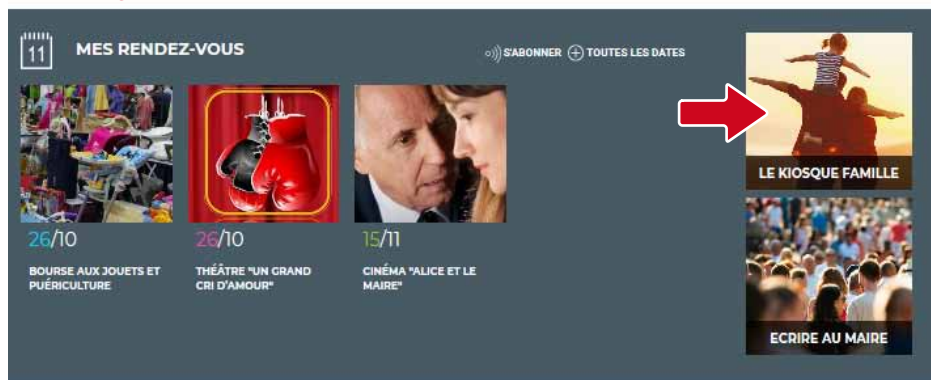 11 MES RENDEZ-VOUS
S'ABONNER TOUTES LES DATES
26/10
BOURSE AUX JOUETS ET
PUÉRICULTURE
26/10
THÉÂTRE "UN GRAND
CRI D'AMOUR"
15/11
CINÉMA "ALICE ET LE
MAIRE"
LE KIOSQUE FAMILLE
ECRIRE AU MAIRE